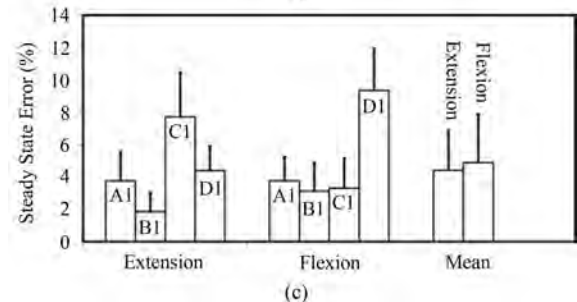 14
12
10
8
6
4
2
0
Steady State Error (%)
A1
B1
C1
D1
A1
B1
C1
D1
Extension
Flexion
Extension
Flexion
Mean
(c)